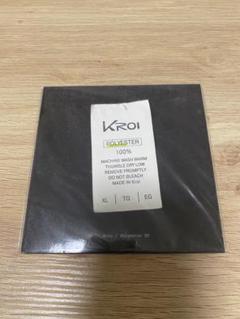 KROI
POLYESTER
100%
MACHINE WASH WARM
TUMBLE DRY LOW
REMOVE PROMPTLY
DO NOT BLEACH
MADE IN
XL | TG | EG